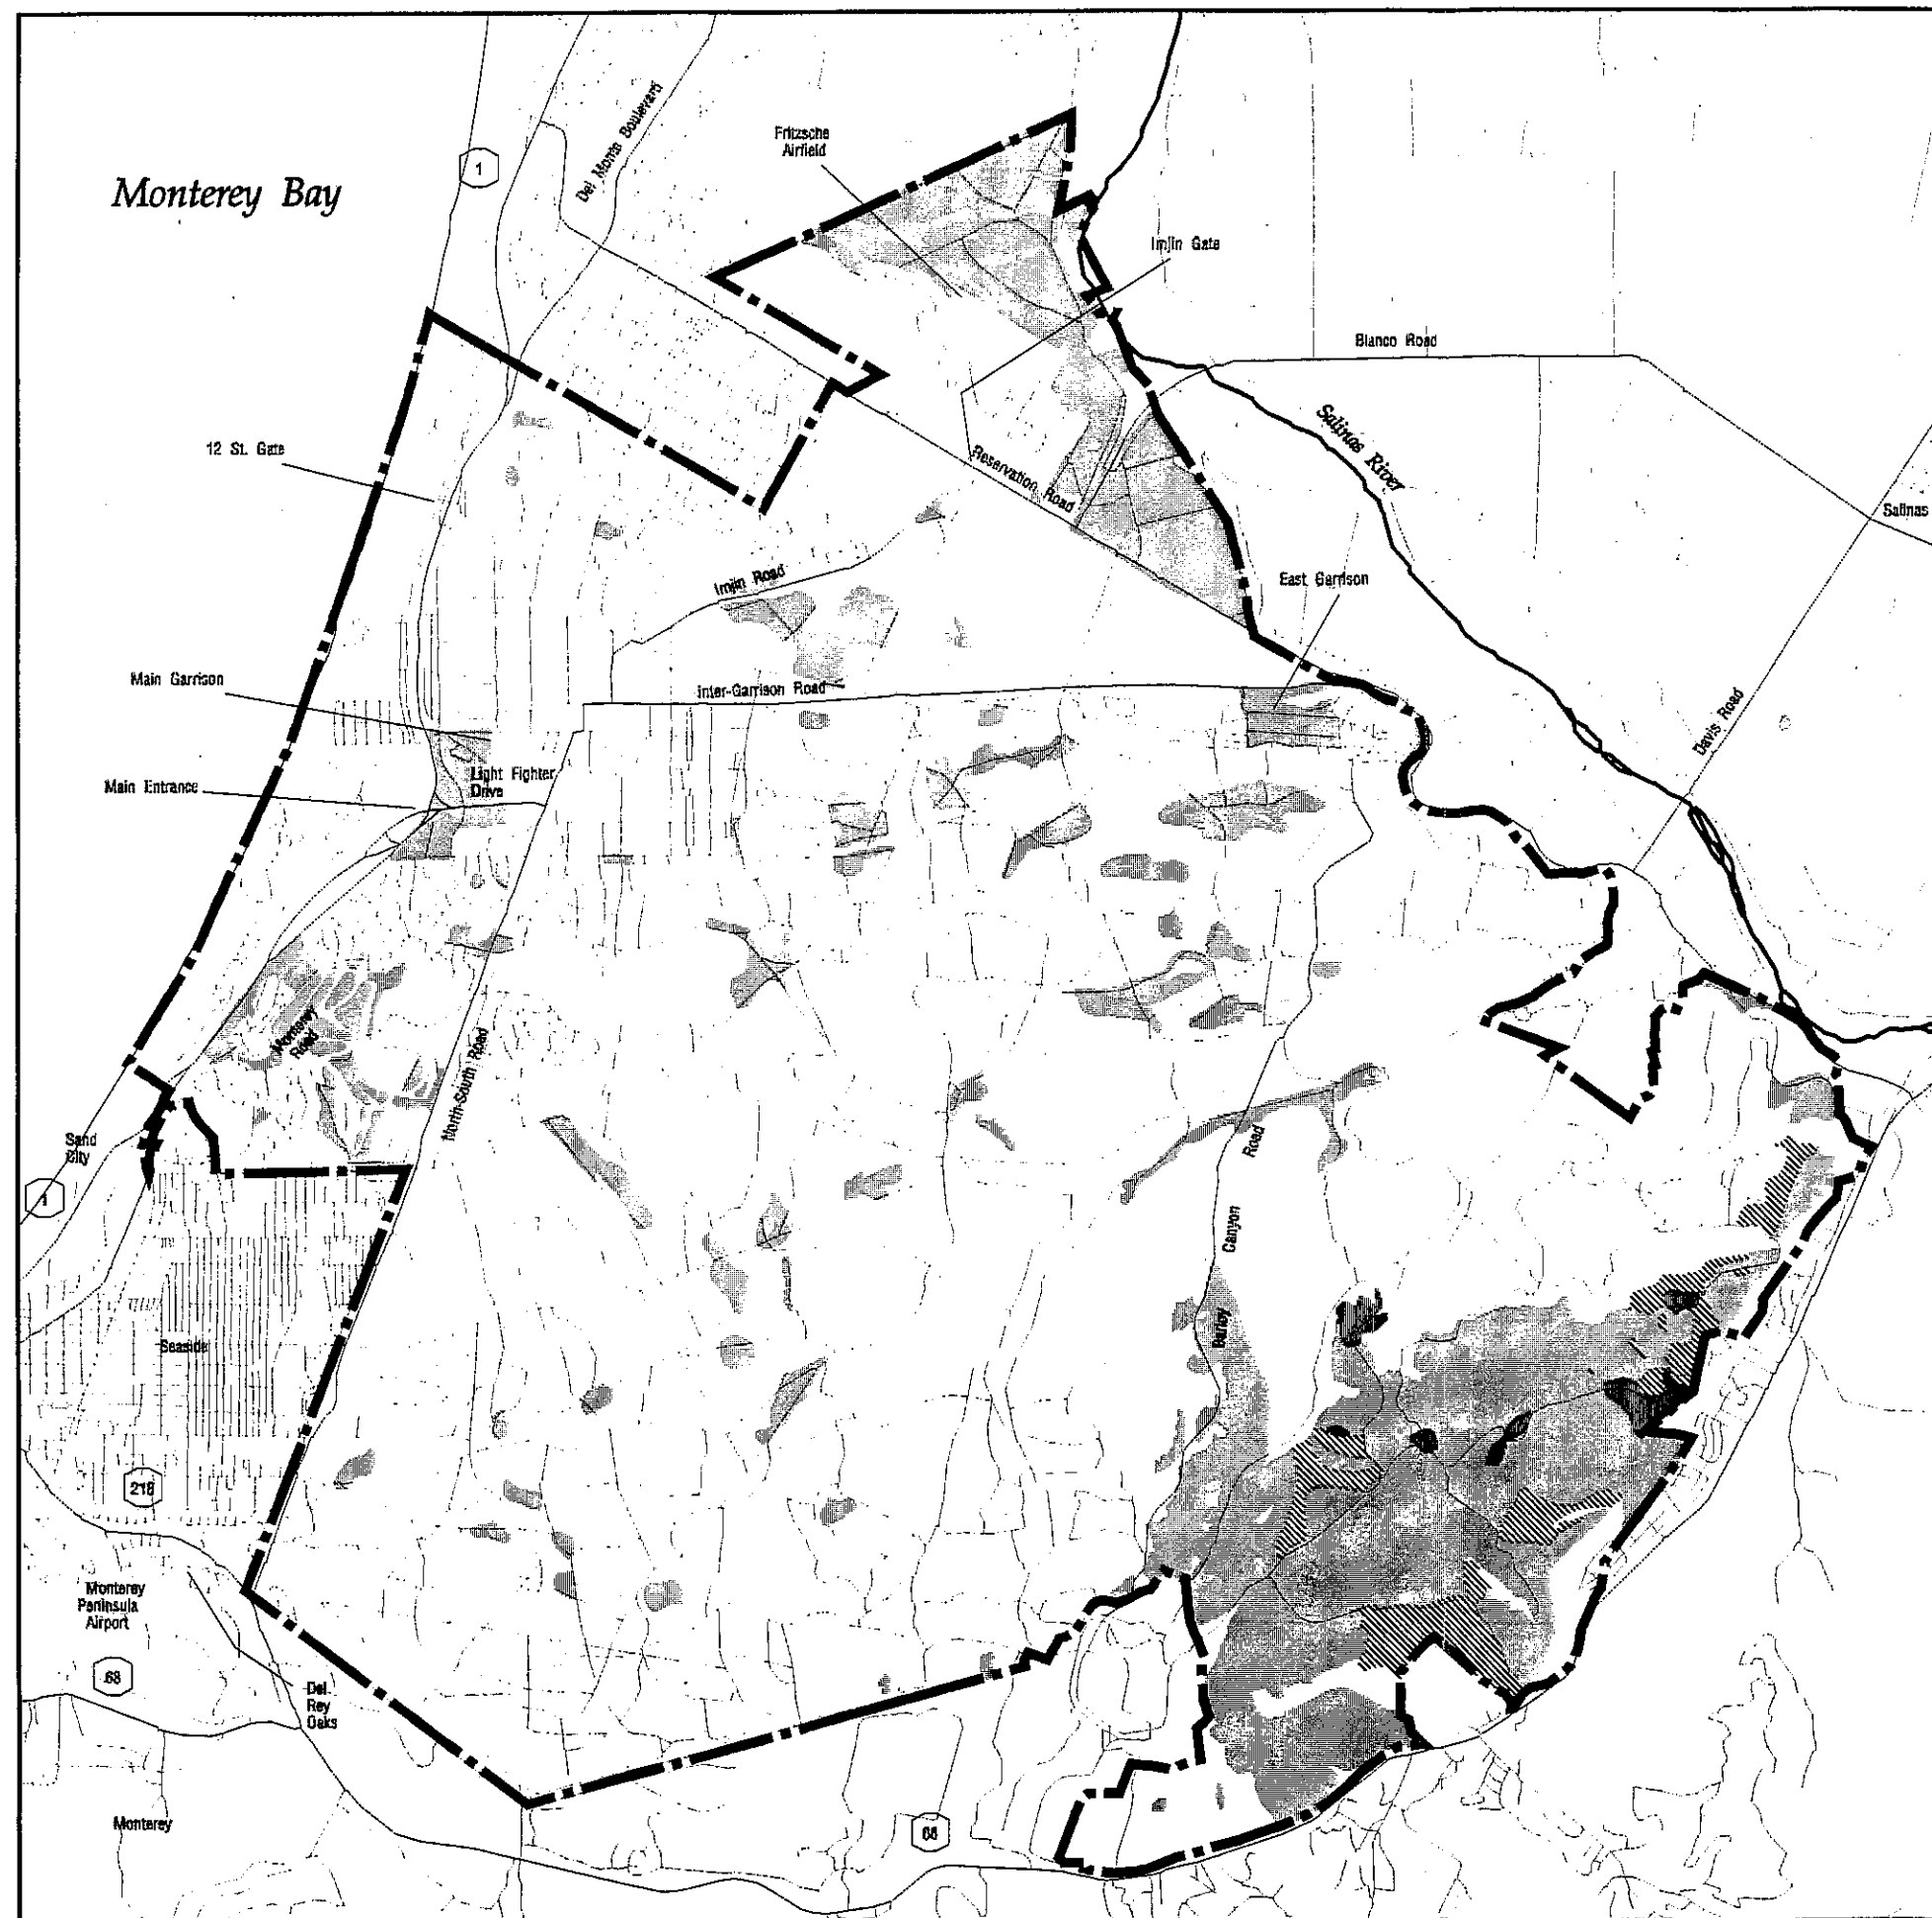 Monterey Bay
1
Del Monte Boulevard
Fritzsche
Airfield
Imjin Gate
Blanco Road
Salinas River
12 St. Gate
Reservation Road
Salinas
Imjin Road
East Garrison
Main Garrison
Inter-Garrison Road
Davis Road
Light Fighter
Drive
Main Entrance
Monterey
Road
North-South Road
Sand
City
1
Barloy Canyon Road
Seaside
218
Monterey
Peninsula
Airport
68
Del
Rey
Oaks
Monterey
68